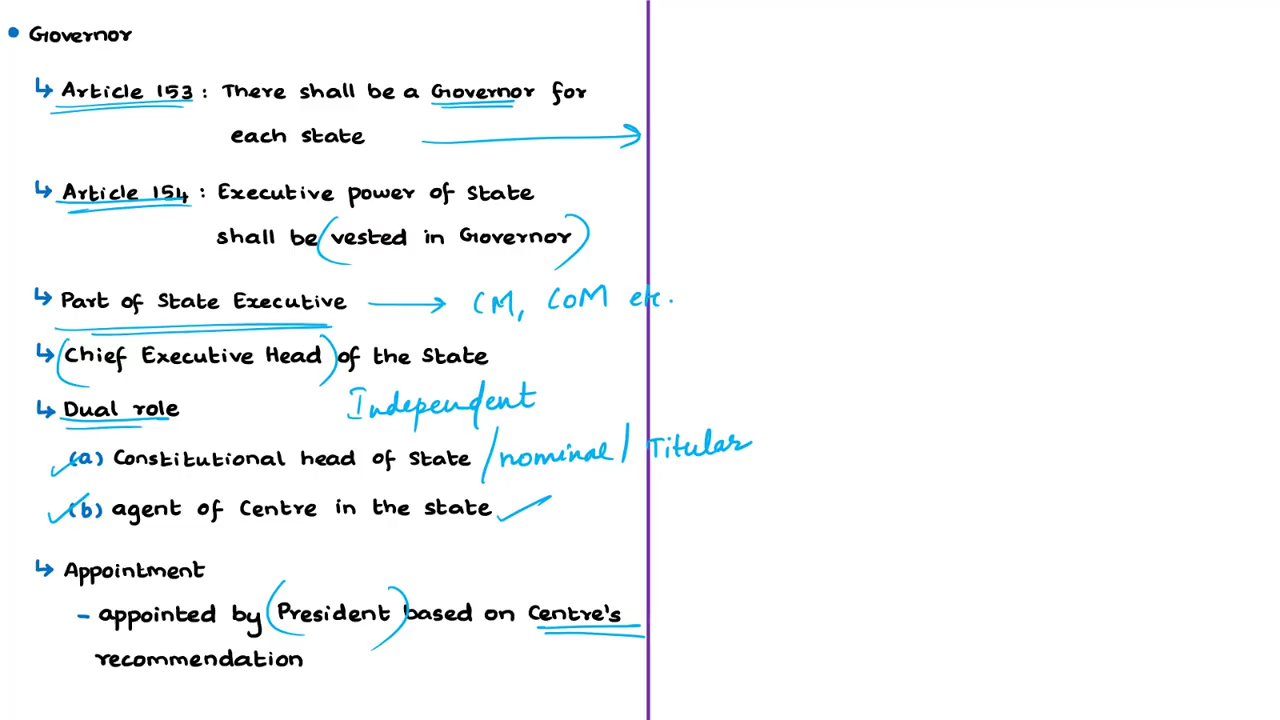 • Governor
↳ Article 153 : There shall be a Governor for
each state
↳ Article 154 : Executive power of State
shall be (vested in Governor)
↳ Part of State Executive → CM, CoM etc.
↳ (Chief Executive Head) of the State
↳ Dual role Independent
(a) Constitutional head of State /nominal/ Titular
(b) agent of Centre in the state
↳ Appointment
- appointed by (President) based on Centre's
recommendation